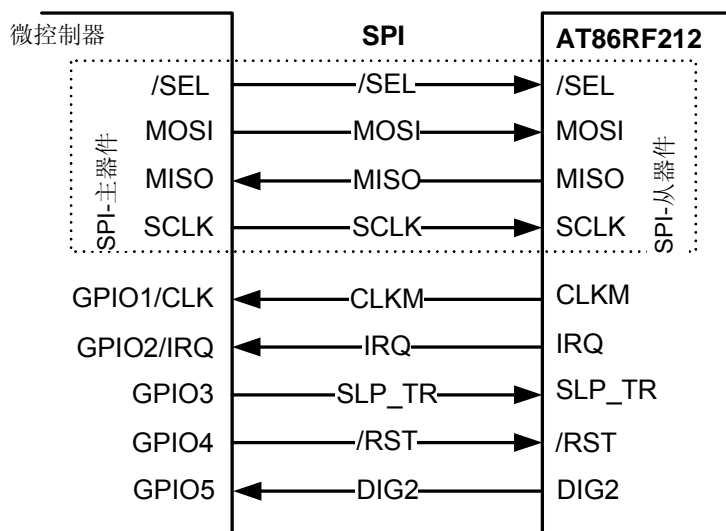 微控制器 SPI AT86RF212
/SEL /SEL /SEL
MOSI MOSI MOSI
MISO MISO MISO
SCLK SCLK SCLK
SPI-主器件
SPI-从器件
GPIO1/CLK CLKM CLKM
GPIO2/IRQ IRQ IRQ
GPIO3 SLP_TR SLP_TR
GPIO4 /RST /RST
GPIO5 DIG2 DIG2